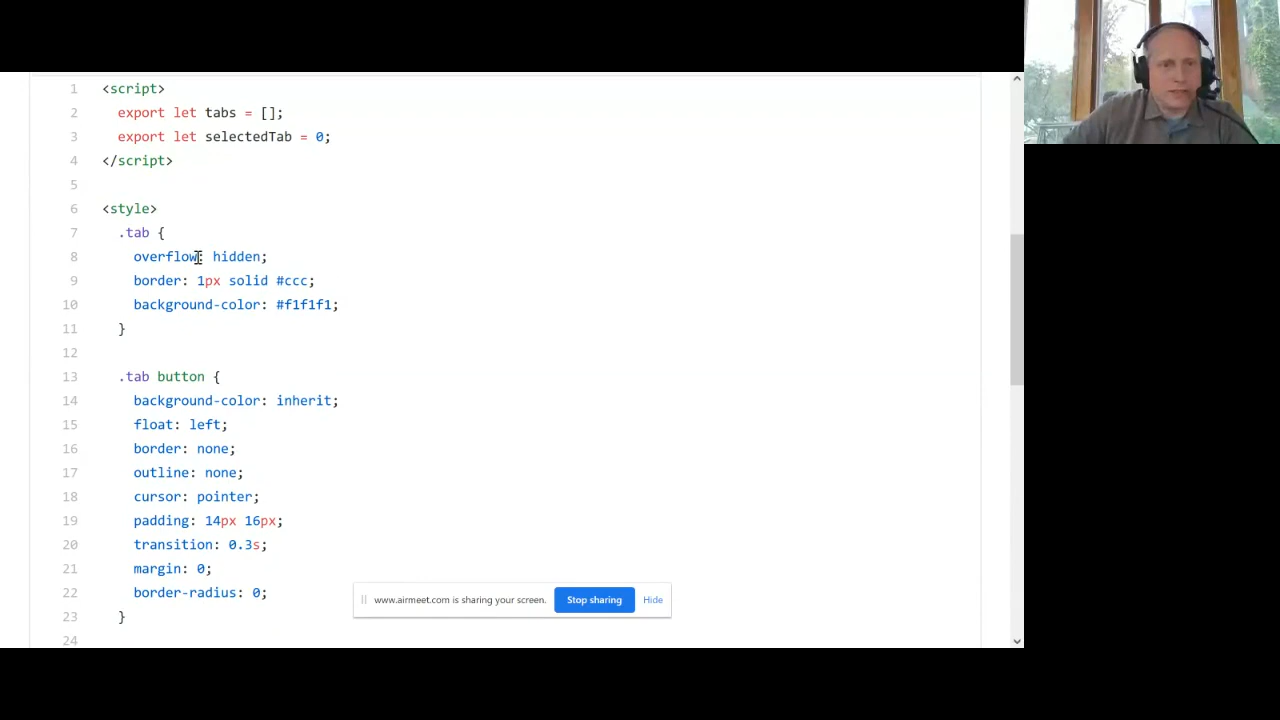 1 <script>
2 export let tabs = [];
3 export let selectedTab = 0;
4 </script>
5
6 <style>
7 .tab {
8 overflow: hidden;
9 border: 1px solid #ccc;
10 background-color: #f1f1f1;
11 }
12
13 .tab button {
14 background-color: inherit;
15 float: left;
16 border: none;
17 outline: none;
18 cursor: pointer;
19 padding: 14px 16px;
20 transition: 0.3s;
21 margin: 0;
22 border-radius: 0;
23 }
24
www.airmeet.com is sharing your screen. Stop sharing Hide